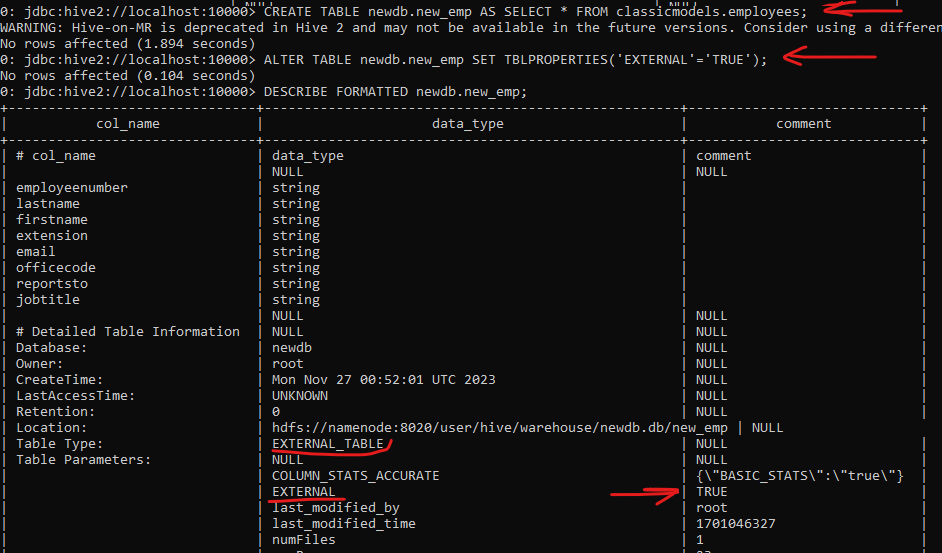 0: jdbc:hive2://localhost:10000> CREATE TABLE newdb.new_emp AS SELECT * FROM classicmodels.employees;
WARNING: Hive-on-MR is deprecated in Hive 2 and may not be available in the future versions. Consider using a differen
No rows affected (1.894 seconds)
0: jdbc:hive2://localhost:10000> ALTER TABLE newdb.new_emp SET TBLPROPERTIES('EXTERNAL'='TRUE');
No rows affected (0.104 seconds)
0: jdbc:hive2://localhost:10000> DESCRIBE FORMATTED newdb.new_emp;
| col_name | data_type | comment |
| # col_name | data_type | comment |
| | NULL | NULL |
| employeenumber | string | |
| lastname | string | |
| firstname | string | |
| extension | string | |
| email | string | |
| officecode | string | |
| reportsto | string | |
| jobtitle | string | |
| | NULL | NULL |
| # Detailed Table Information | NULL | NULL |
| Database: | newdb | NULL |
| Owner: | root | NULL |
| CreateTime: | Mon Nov 27 00:52:01 UTC 2023 | NULL |
| LastAccessTime: | UNKNOWN | NULL |
| Retention: | 0 | NULL |
| Location: | hdfs://namenode:8020/user/hive/warehouse/newdb.db/new_emp | NULL
| Table Type: | EXTERNAL_TABLE | NULL |
| Table Parameters: | NULL | NULL |
| | COLUMN_STATS_ACCURATE | {\"BASIC_STATS\":\"true\"} |
| | EXTERNAL | TRUE |
| | last_modified_by | root |
| | last_modified_time | 1701046327 |
| | numFiles | 1 |